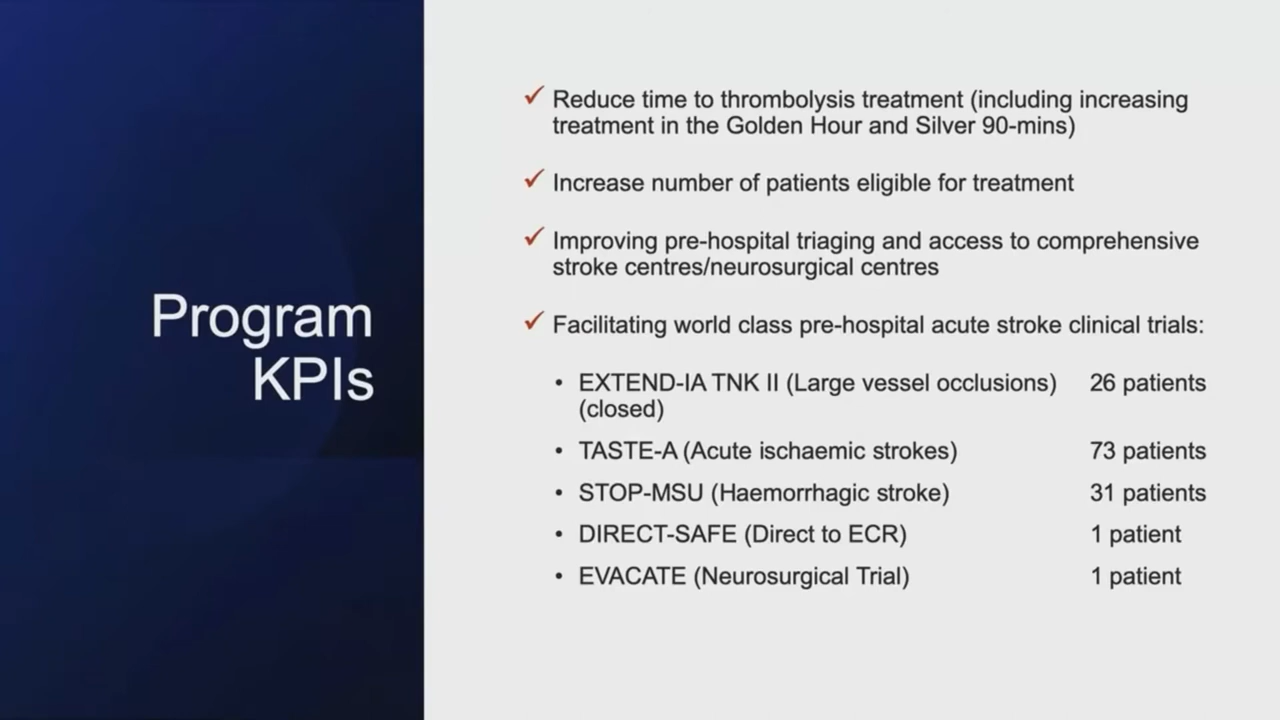 Program
KPIs
✓ Reduce time to thrombolysis treatment (including increasing
treatment in the Golden Hour and Silver 90-mins)
✓ Increase number of patients eligible for treatment
✓ Improving pre-hospital triaging and access to comprehensive
stroke centres/neurosurgical centres
✓ Facilitating world class pre-hospital acute stroke clinical trials:
• EXTEND-IA TNK II (Large vessel occlusions) 26 patients
(closed)
• TASTE-A (Acute ischaemic strokes) 73 patients
• STOP-MSU (Haemorrhagic stroke) 31 patients
• DIRECT-SAFE (Direct to ECR) 1 patient
• EVACATE (Neurosurgical Trial) 1 patient